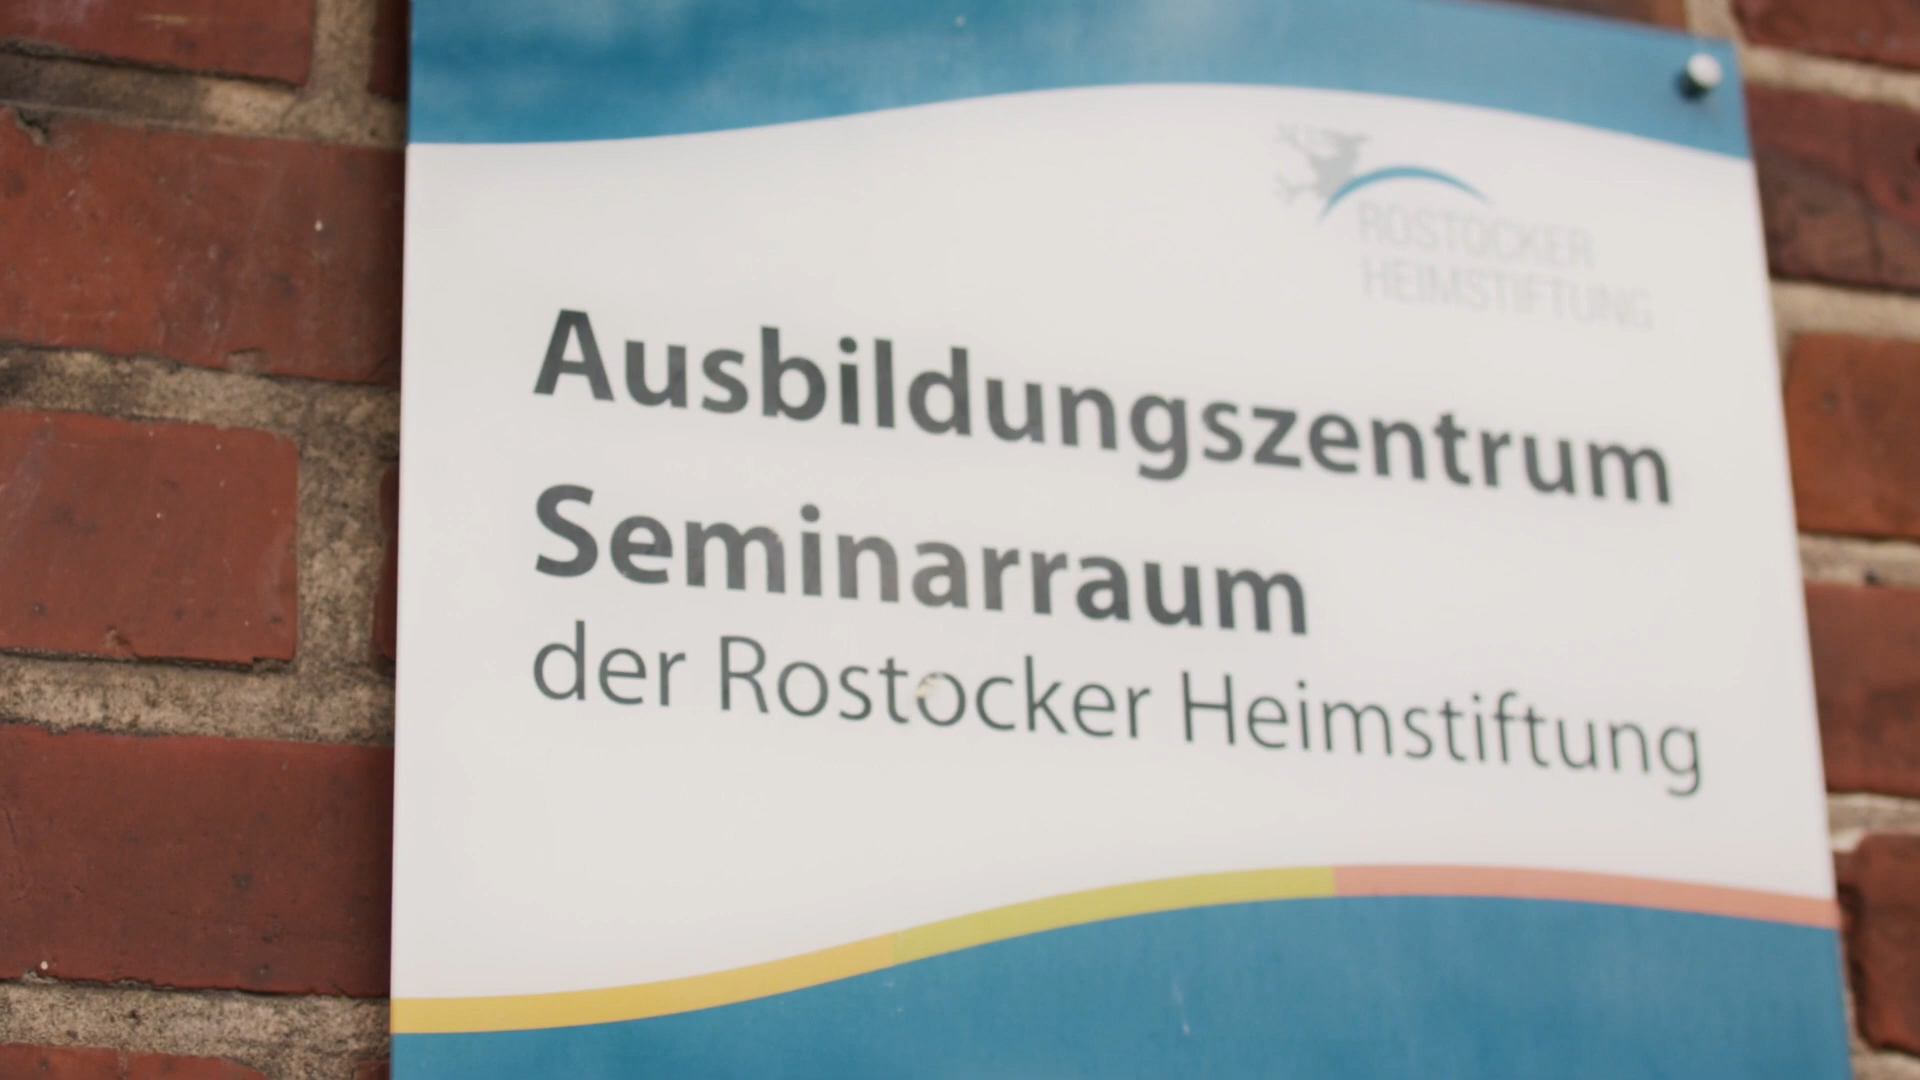 ROSTOCKER
HEIMSTIFTUNG
Ausbildungszentrum
Seminarraum
der Rostocker Heimstiftung